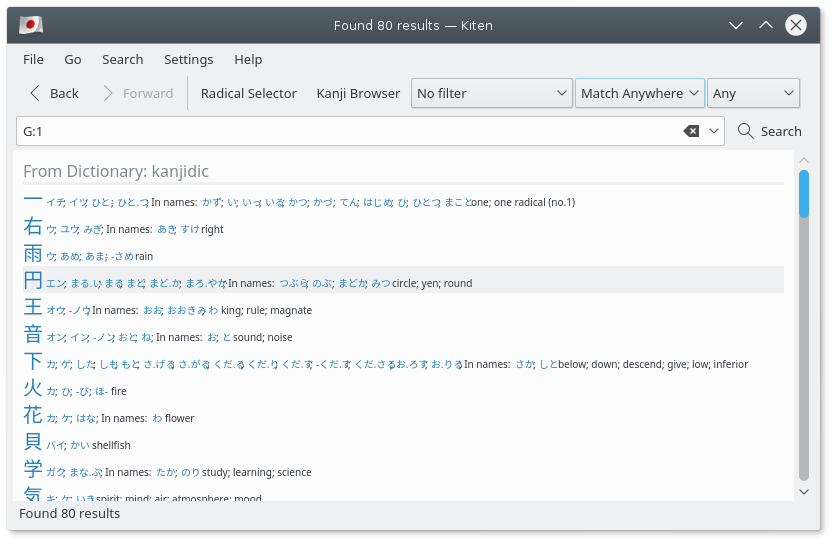 Found 80 results — Kiten
File Go Search Settings Help
Back Forward Radical Selector Kanji Browser No filter Match Anywhere Any
G:1 Search
From Dictionary: kanjidic
一 イチ; イツ; ひと-; ひと.つ; In names: かず; い; いっ; いる; かつ; かづ; てん; はじめ; ひ; ひとつ; まこと one; one radical (no.1)
右 ウ; ユウ; みぎ; In names: あき; すけ right
雨 ウ; あめ; あま-; -さめ rain
円 エン; まる.い; まる; まど; まど.か; まろ.やか; In names: つぶら; のぶ; まどか; みつ circle; yen; round
王 オウ; -ノウ; In names: おお; おおきみ; わ king; rule; magnate
音 オン; イン; -ノン; おと; ね; In names: お; と sound; noise
下 カ; ゲ; した; しも; もと; さ.げる; さ.がる; くだ.る; くだ.り; くだ.す; -くだ.す; くだ.さる; お.ろす; お.りる; In names: さか; しと below; down; descend; give; low; inferior
火 カ; ひ; -び; ほ- fire
花 カ; ケ; はな; In names: わ flower
貝 バイ; かい shellfish
学 ガク; まな.ぶ; In names: たか; のり study; learning; science
気 キ; ケ; いき spirit; mind; air; atmosphere; mood
Found 80 results